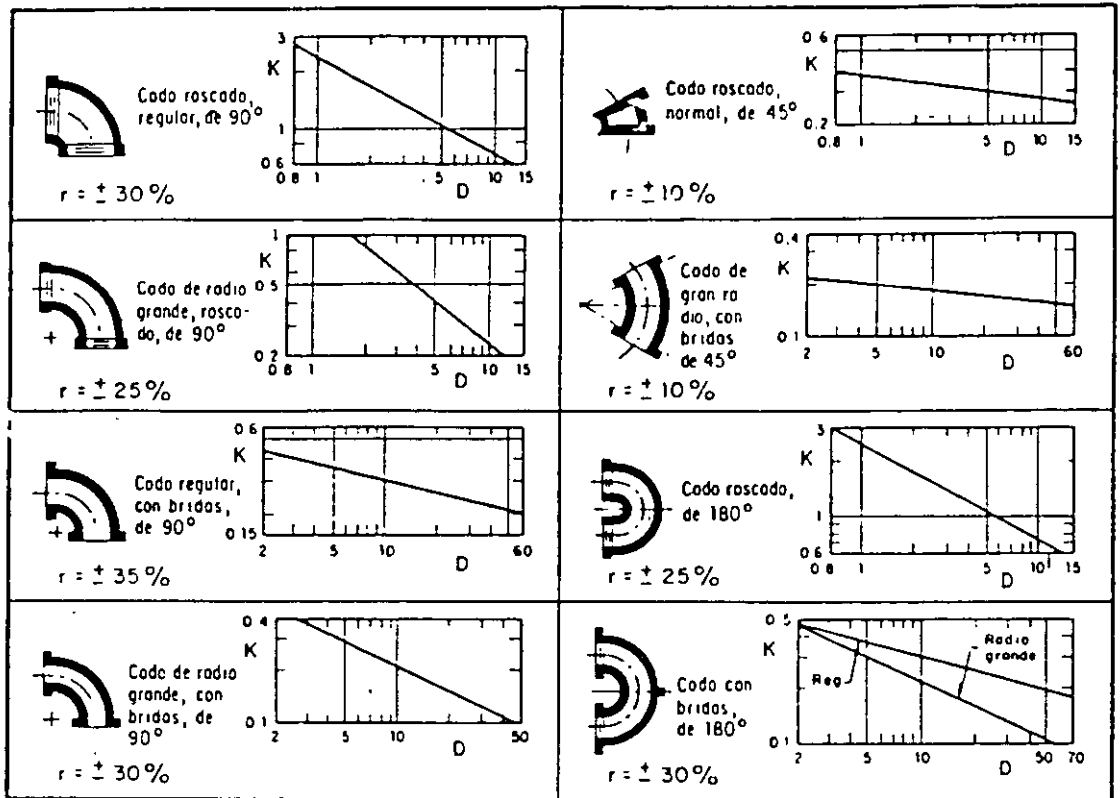 Codo roscado,
regular, de 90°
r = ± 30 %
3
K
1
0 6
0 8 1 5 10 15
D
Codo roscado,
normal, de 45°
r = ± 10 %
0 6
K
0 2
0 8 1 5 10 15
D
Codo de radio
grande, rosca-
do, de 90°
r = ± 25 %
1
K
0 5
0 2
0 8 1 5 10 15
D
Codo de
gran ra
dio, con
bridas
de 45°
r = ± 10 %
0 4
K
0 1
2 5 10 60
D
Codo regular,
con bridas,
de 90°
r = ± 35 %
0 6
K
0 15
2 5 10 60
D
Codo roscado,
de 180°
r = ± 25 %
3
K
1
0 6
0 8 1 5 10 15
D
Codo de radio
grande, con
bridas, de
90°
r = ± 30 %
0 4
K
0 1
2 5 10 50
D
Codo con
bridas,
de 180°
r = ± 30 %
0.5
K
Reg
Radio
grande
0 1
2 5 10 50 70
D